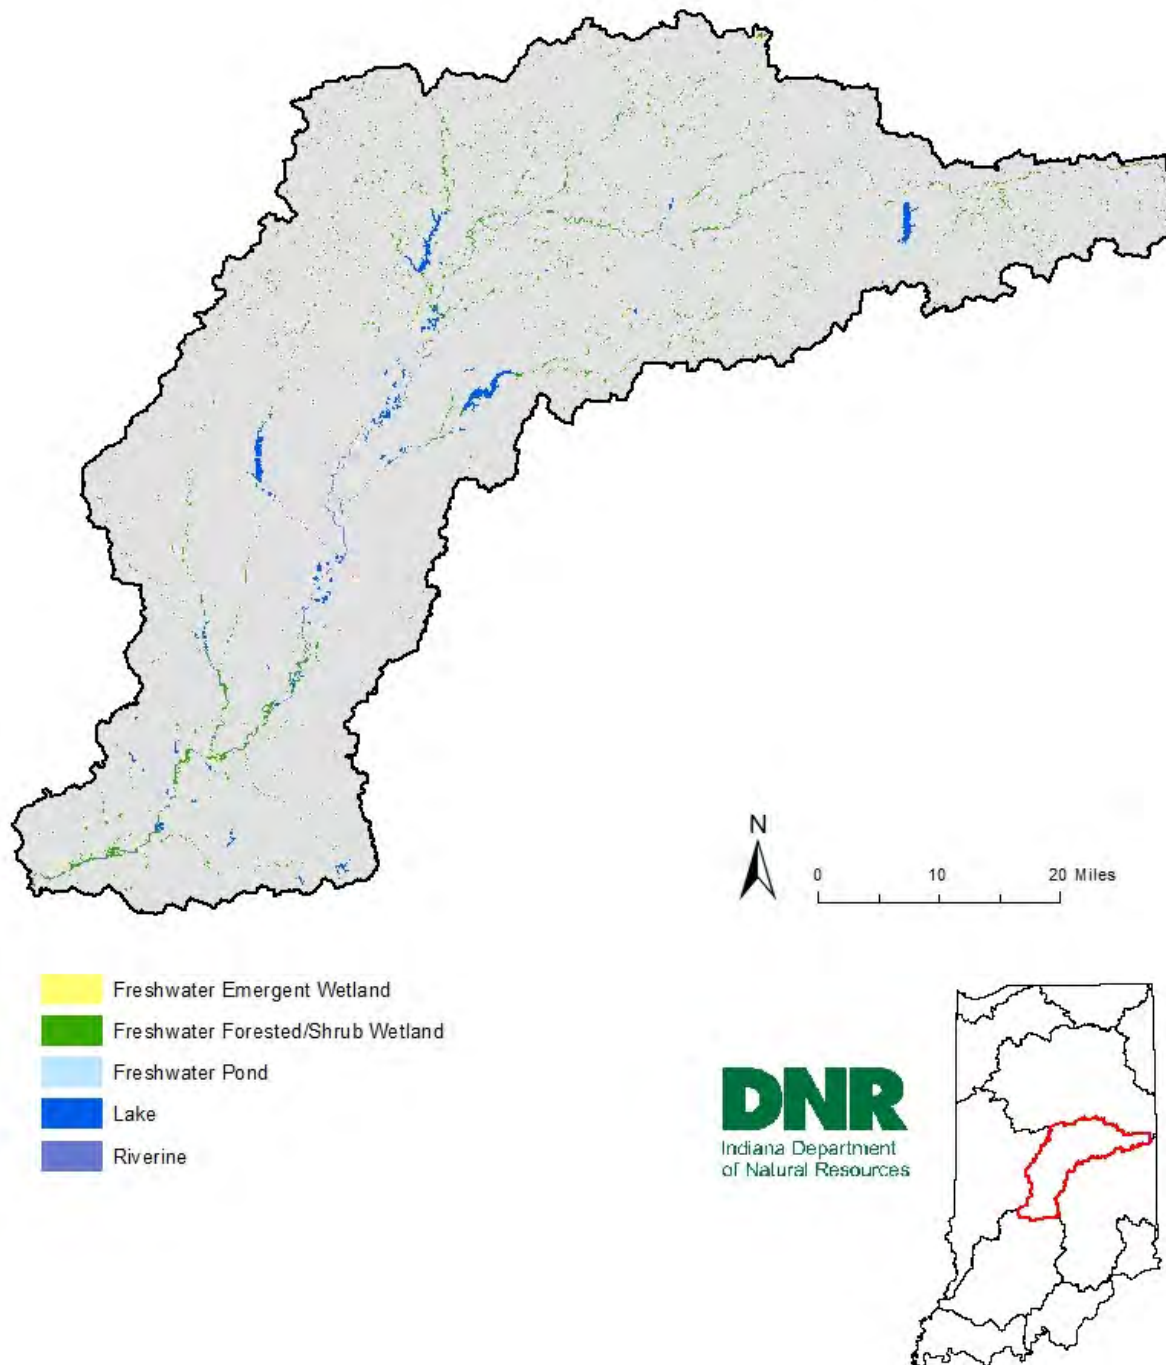 N
0 10 20 Miles
Freshwater Emergent Wetland
Freshwater Forested/Shrub Wetland
Freshwater Pond
Lake
Riverine
DNR
Indiana Department
of Natural Resources